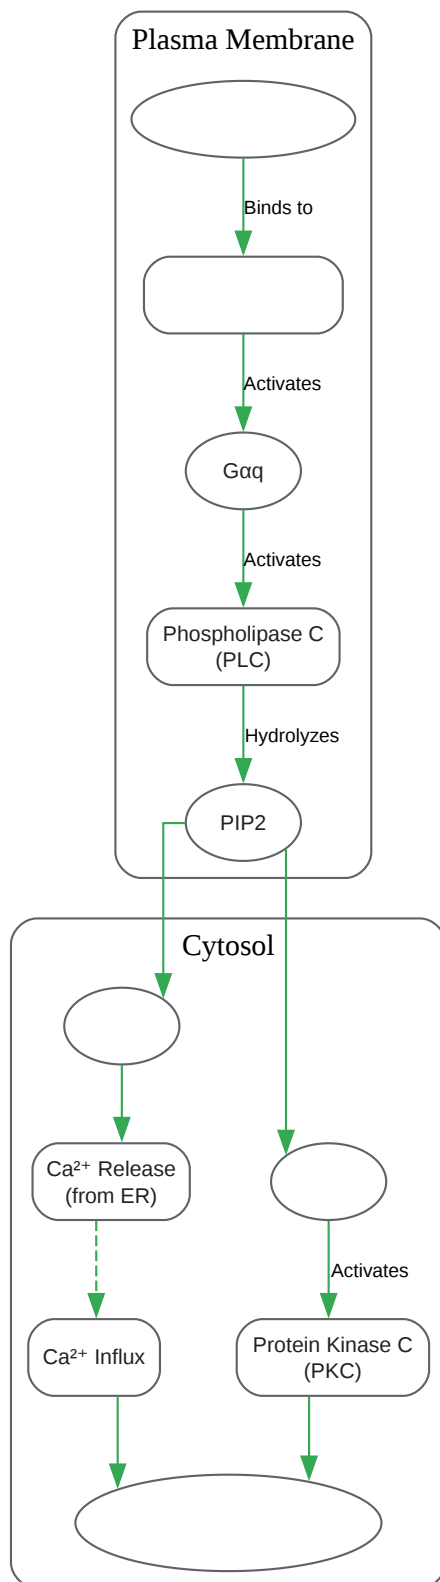 Plasma Membrane
Binds to
Activates
Gαq
Activates
Phospholipase C
(PLC)
Hydrolyzes
PIP2
Cytosol
Ca²⁺ Release
(from ER)
Activates
Ca²⁺ Influx
Protein Kinase C
(PKC)